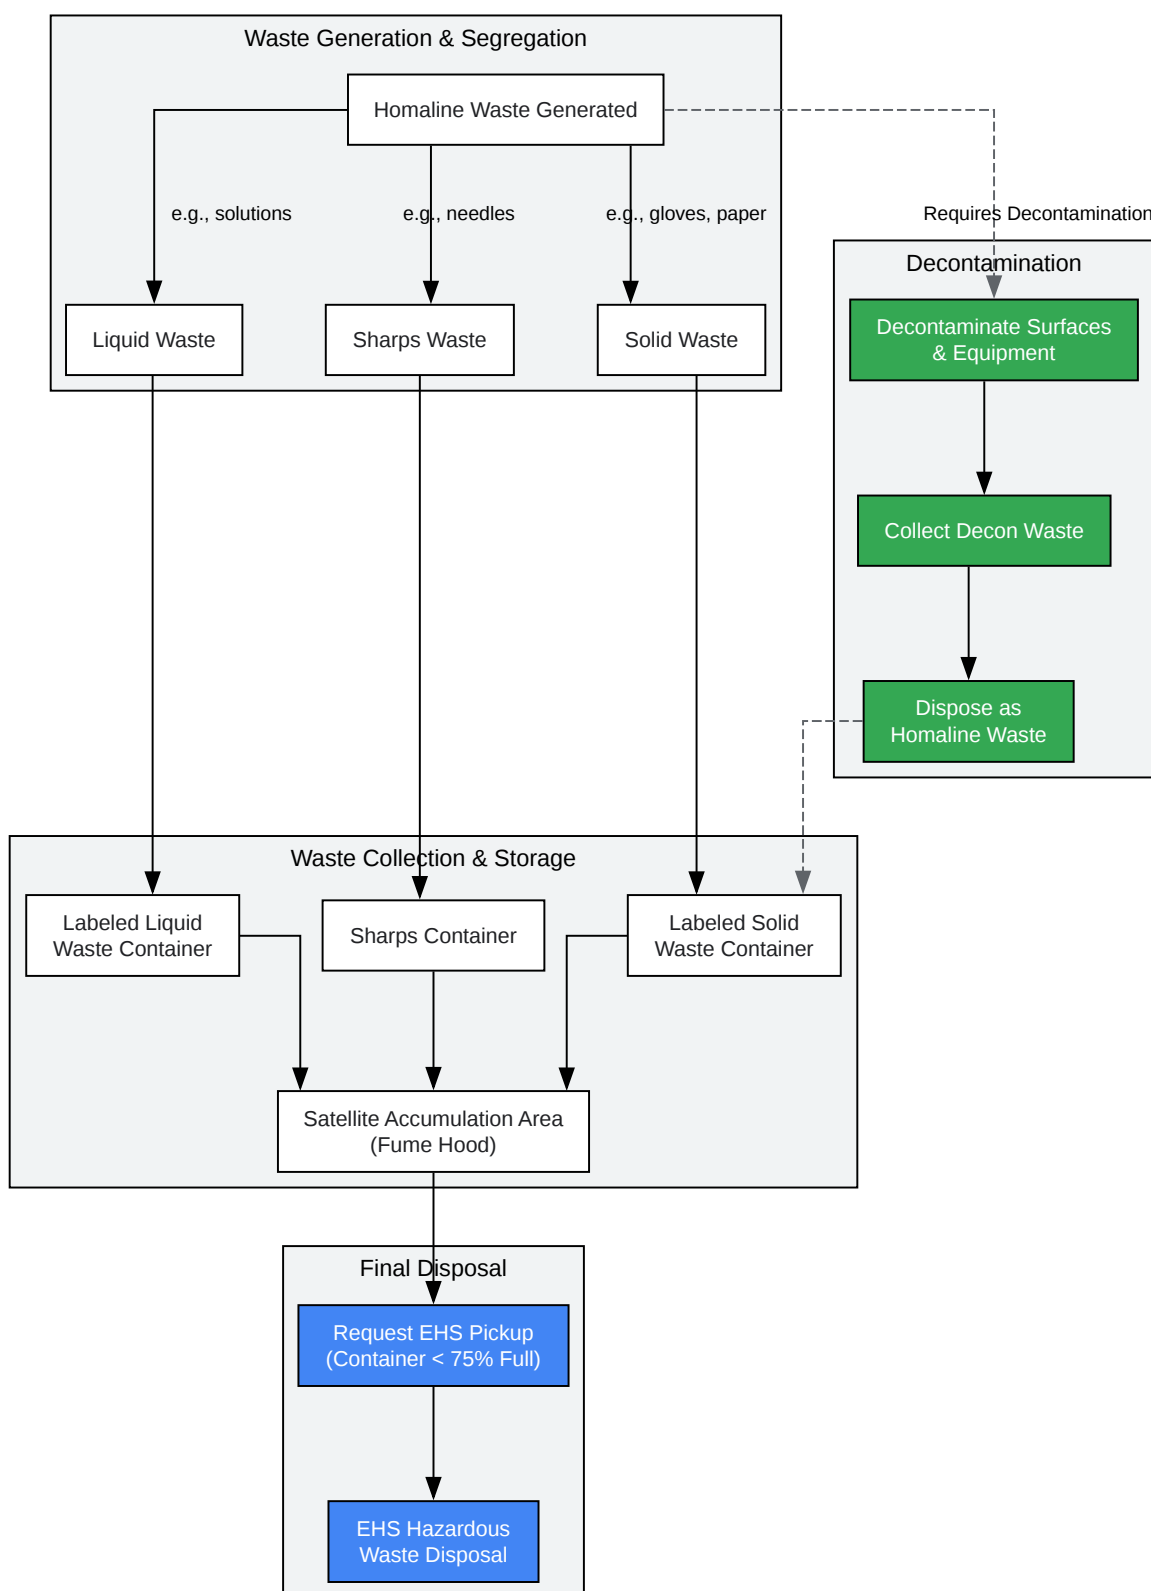 Waste Generation & Segregation
Homaline Waste Generated
e.g., solutions
e.g., needles
e.g., gloves, paper
Requires Decontamination
Liquid Waste
Sharps Waste
Solid Waste
Decontamination
Decontaminate Surfaces
& Equipment
Collect Decon Waste
Dispose as
Homaline Waste
Waste Collection & Storage
Labeled Liquid
Waste Container
Sharps Container
Labeled Solid
Waste Container
Satellite Accumulation Area
(Fume Hood)
Final Disposal
Request EHS Pickup
(Container < 75% Full)
EHS Hazardous
Waste Disposal